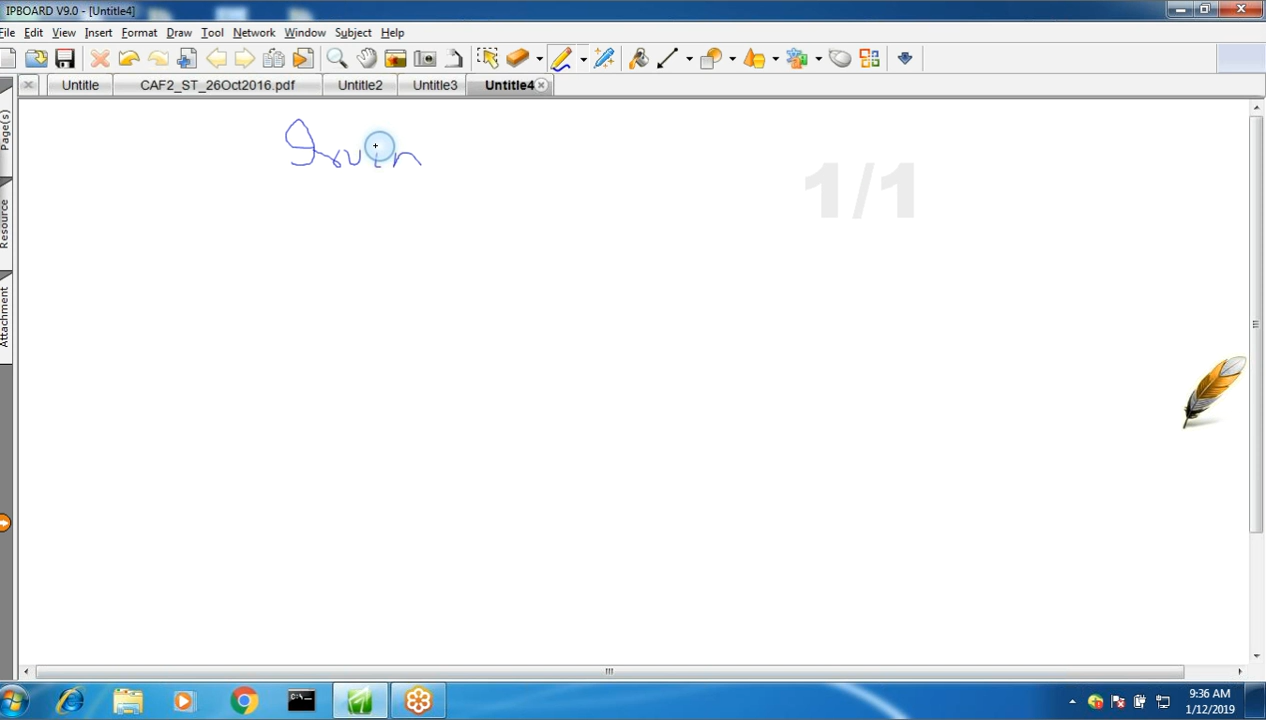 IPBOARD V9.0 - [Untitle4]
File Edit View Insert Format Draw Tool Network Window Subject Help
Untitle CAF2_ST_26Oct2016.pdf Untitle2 Untitle3 Untitle4
Page(s)
Resource
Attachment
Irvin
1/1
9:36 AM
1/12/2019